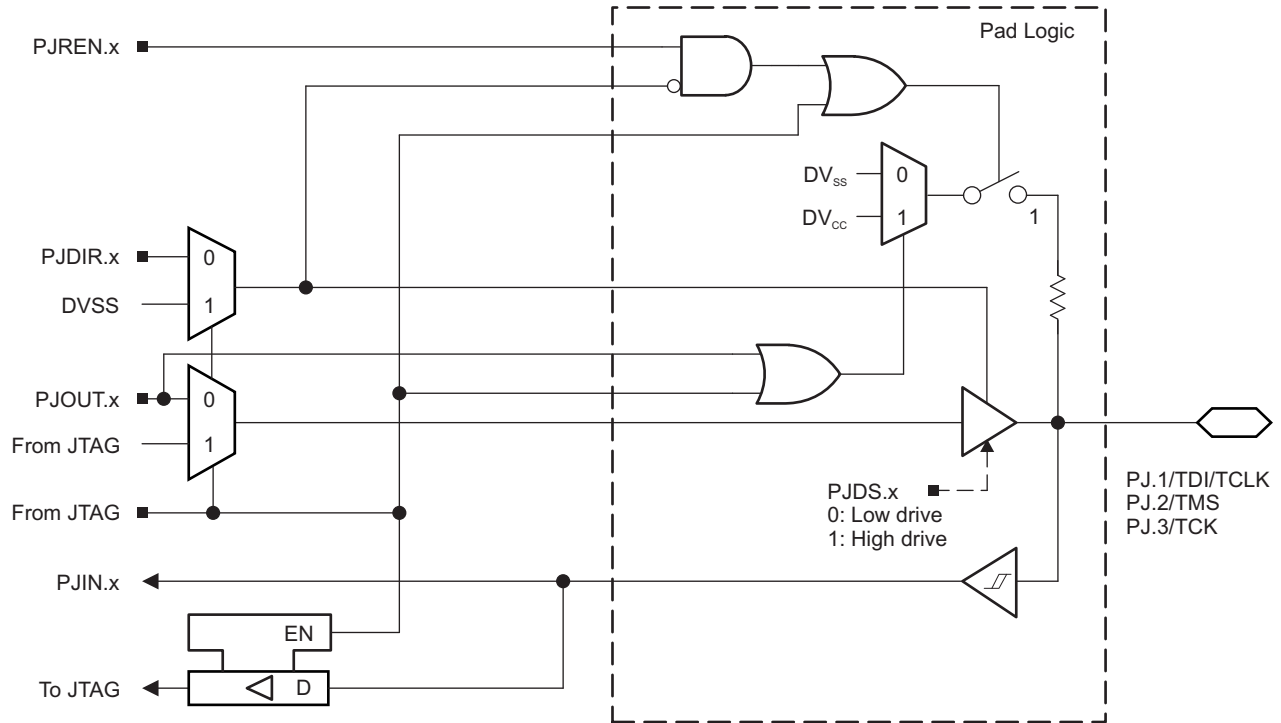 Pad Logic
PJREN.x
DVSS
0
DVCC
1
1
PJDIR.x
0
DVSS
1
PJOUT.x
0
From JTAG
1
PJDS.x
0: Low drive
1: High drive
PJ.1/TDI/TCLK
PJ.2/TMS
PJ.3/TCK
From JTAG
PJIN.x
EN
To JTAG
D